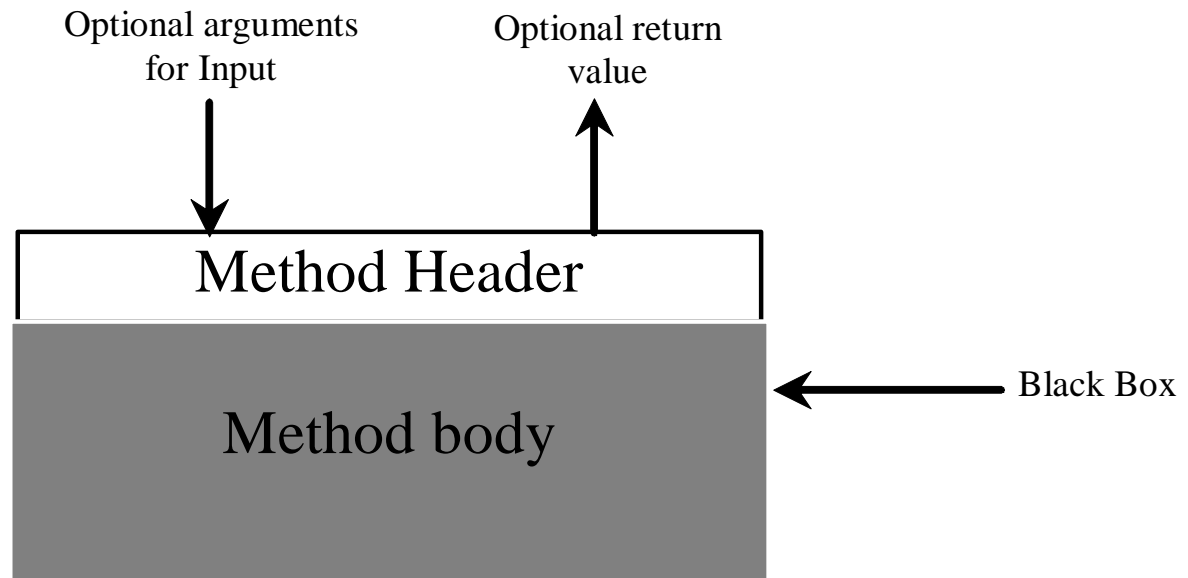 Optional arguments
for Input
Optional return
value
Method Header
Black Box
Method body